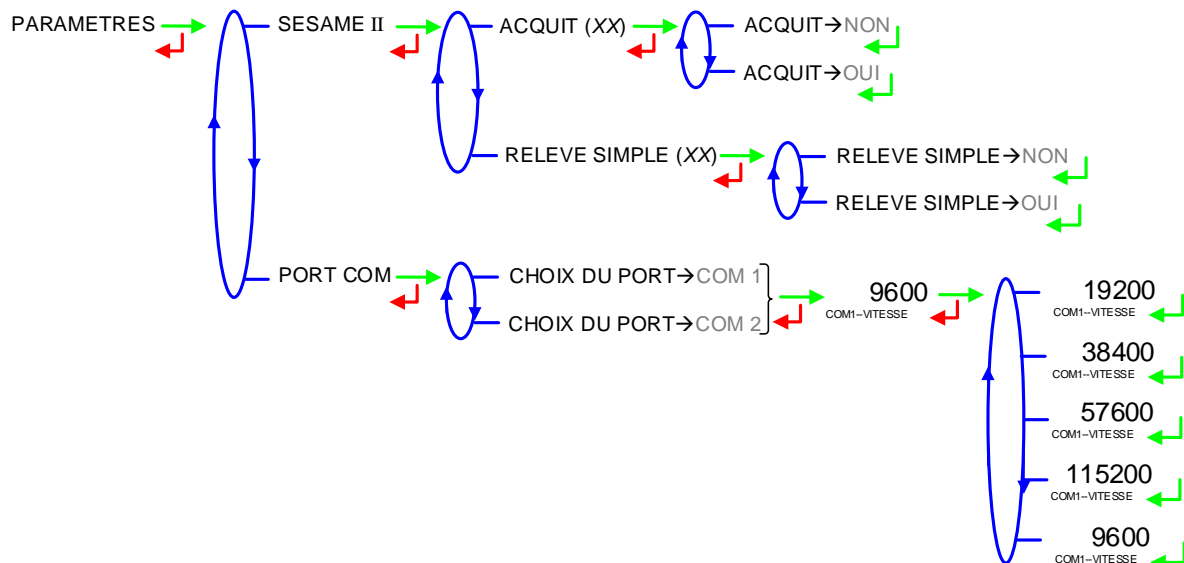 PARAMETRES
SESAME II
ACQUIT (XX)
ACQUIT→NON
ACQUIT→OUI
RELEVE SIMPLE (XX)
RELEVE SIMPLE→NON
RELEVE SIMPLE→OUI
PORT COM
CHOIX DU PORT→COM 1
CHOIX DU PORT→COM 2
9600
COM1--VITESSE
19200
COM1--VITESSE
38400
COM1--VITESSE
57600
COM1--VITESSE
115200
COM1--VITESSE
9600
COM1--VITESSE